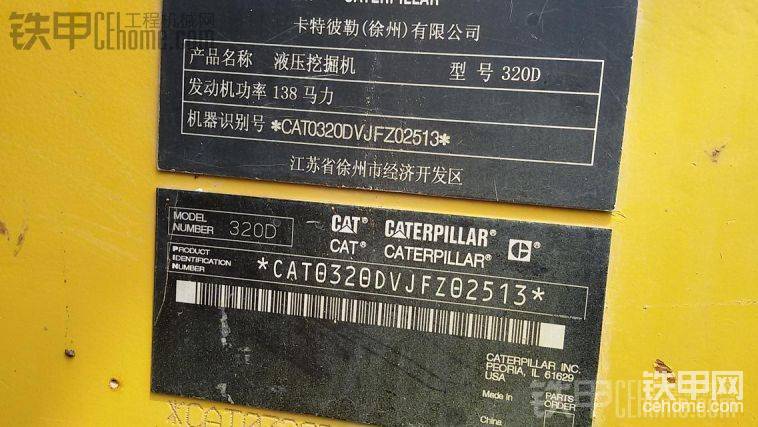 铁甲 工程机械网
CEhome.com
CATERPILLAR
卡特彼勒(徐州)有限公司
产品名称 液压挖掘机 型 号 320D
发动机功率 138 马力
机器识别号 *CAT0320DVJFZ02513*
江苏省徐州市经济开发区
MODEL NUMBER 320D
CAT® CATERPILLAR®
CAT® CATERPILLAR®
PRODUCT IDENTIFICATION NUMBER
*CAT0320DVJFZ02513*
CATERPILLAR INC.
PEORIA, IL 61629
USA
Made in
China
PARTS ORDER
铁甲网
CEhome.com